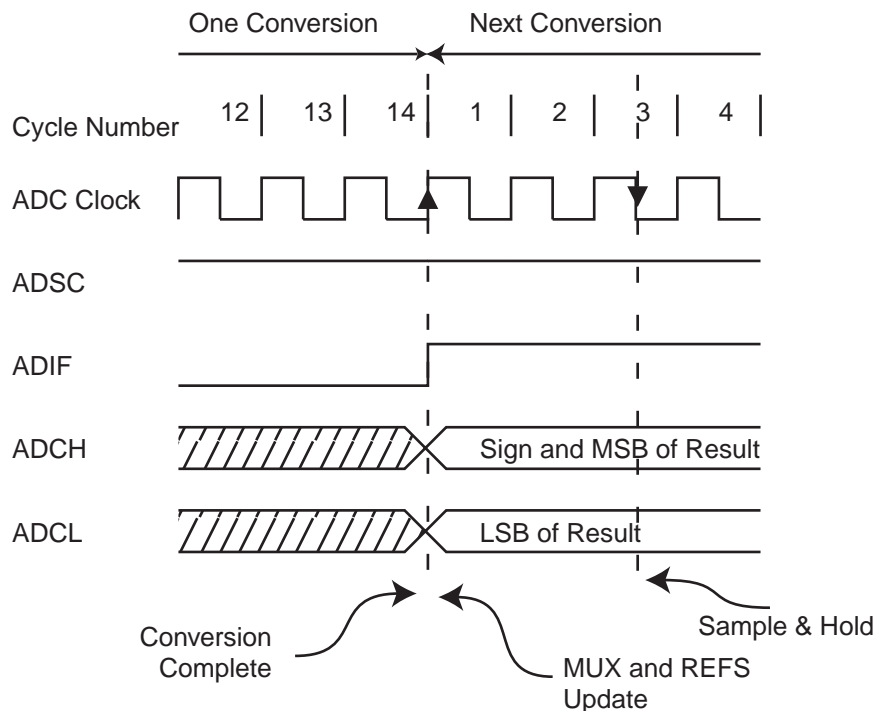 One Conversion
Next Conversion
Cycle Number
12
13
14
1
2
3
4
ADC Clock
ADSC
ADIF
ADCH
Sign and MSB of Result
ADCL
LSB of Result
Conversion
Complete
MUX and REFS
Update
Sample & Hold